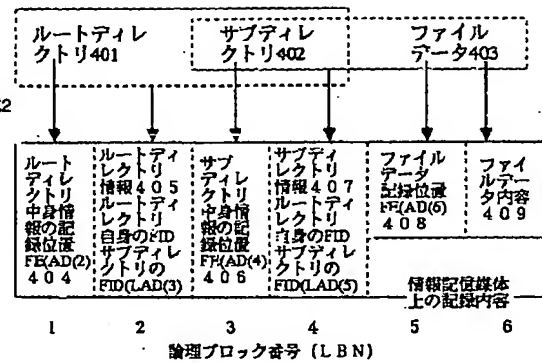 ルートディレ
クトリ401
サブディレ
クトリ402
ファイル
データ403
ルート
ディレ
クトリ
中身情
報の記
録位置
FE(AD(2)
404
ルートディ
レクトリ
情報405
ルートディ
レクトリ
自身のFID
サブディレ
クトリの
FID(LAD(3)
サブ
ディレ
クトリ
中身情
報の記
録位置
FE(AD(4)
406
サブディ
レクトリ
情報407
ルートディ
レクトリ
自身のFID
サブディレ
クトリの
FID(LAD(5)
ファイル
データ
記録位置
FE(AD(6)
408
ファイ
ルデー
タ内容
409
情報記憶媒体
上の記録内容
1 2 3 4 5 6
論理ブロック番号 (LBN)